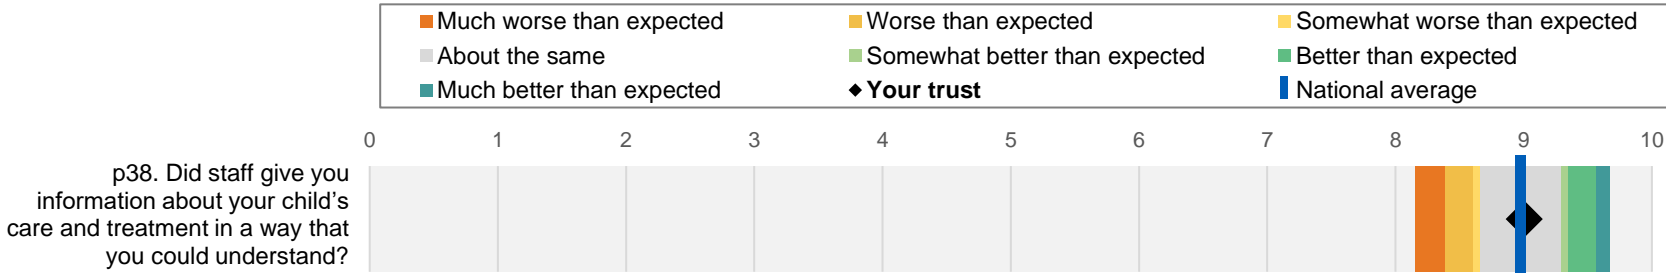 Much worse than expected Worse than expected Somewhat worse than expected
About the same Somewhat better than expected Better than expected
Much better than expected Your trust National average
0 1 2 3 4 5 6 7 8 9 10
p38. Did staff give you
information about your child’s
care and treatment in a way that
you could understand?